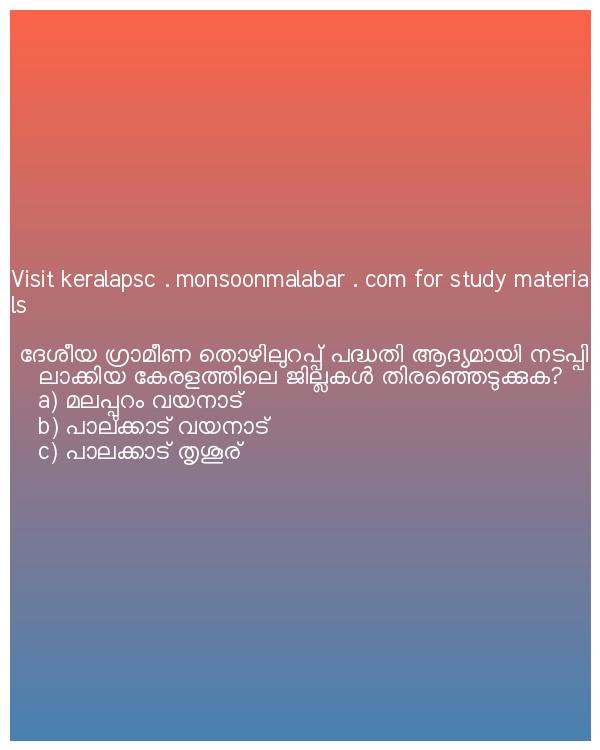 Visit keralapsc . monsoonmalabar . com for study materia
ls
ദേശീയ ഗ്രാമീണ തൊഴിലുറപ്പ് പദ്ധതി ആദ്യമായി നടപ്പി
ലാക്കിയ കേരളത്തിലെ ജില്ലകൾ തിരഞ്ഞെടുക്കുക?
a) മലപ്പുറം വയനാട്
b) പാലക്കാട് വയനാട്
c) പാലക്കാട് തൃശൂര്